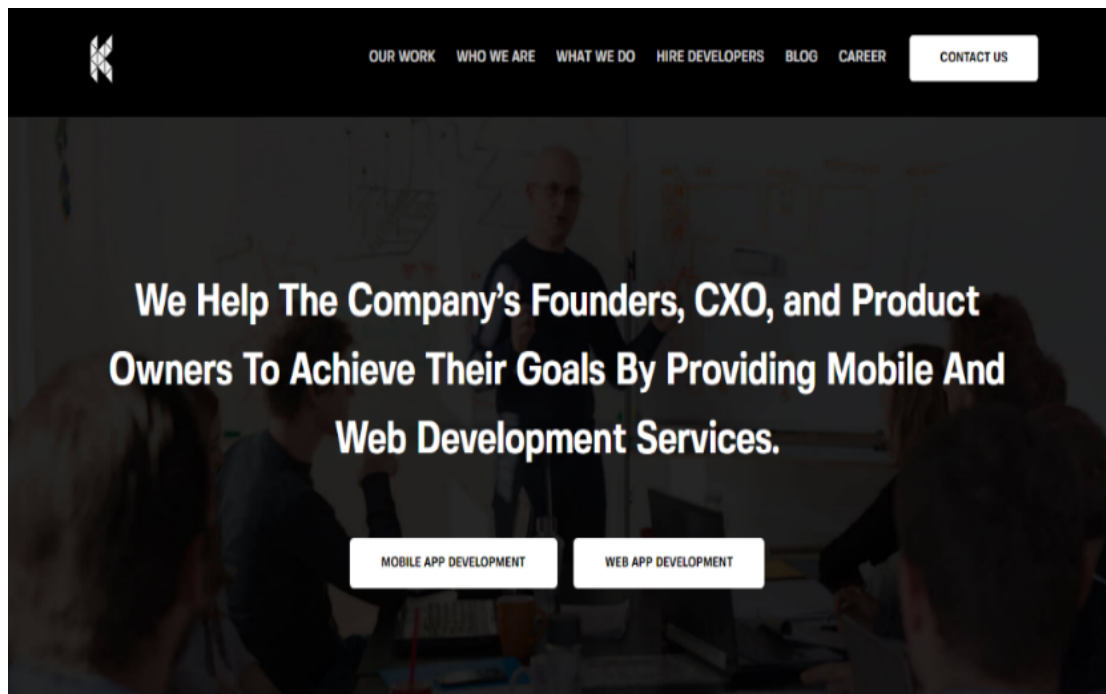 OUR WORK WHO WE ARE WHAT WE DO HIRE DEVELOPERS BLOG CAREER CONTACT US
We Help The Company’s Founders, CXO, and Product
Owners To Achieve Their Goals By Providing Mobile And
Web Development Services.
MOBILE APP DEVELOPMENT WEB APP DEVELOPMENT